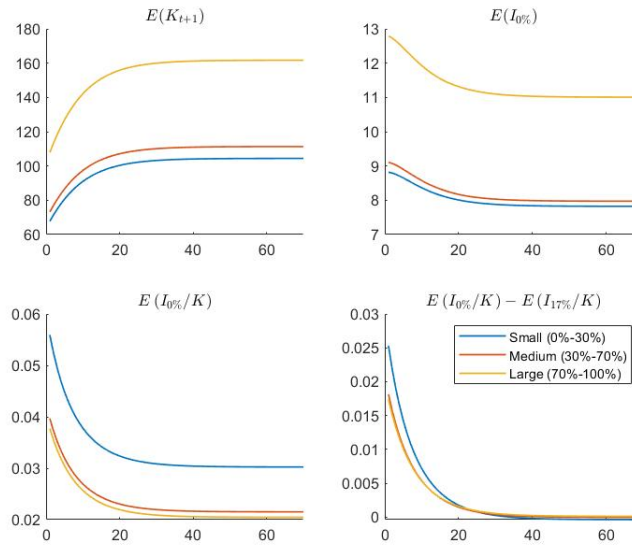 E(K_{t+1})
180
160
140
120
100
80
60
0 20 40 60
E(I_{0%})
13
12
11
10
9
8
7
0 20 40 60
E (I_{0%}/K)
0.06
0.05
0.04
0.03
0.02
0 20 40 60
E (I_{0%}/K) − E (I_{17%}/K)
0.03
0.025
0.02
0.015
0.01
0.005
0
0 20 40 60
Small (0%-30%)
Medium (30%-70%)
Large (70%-100%)